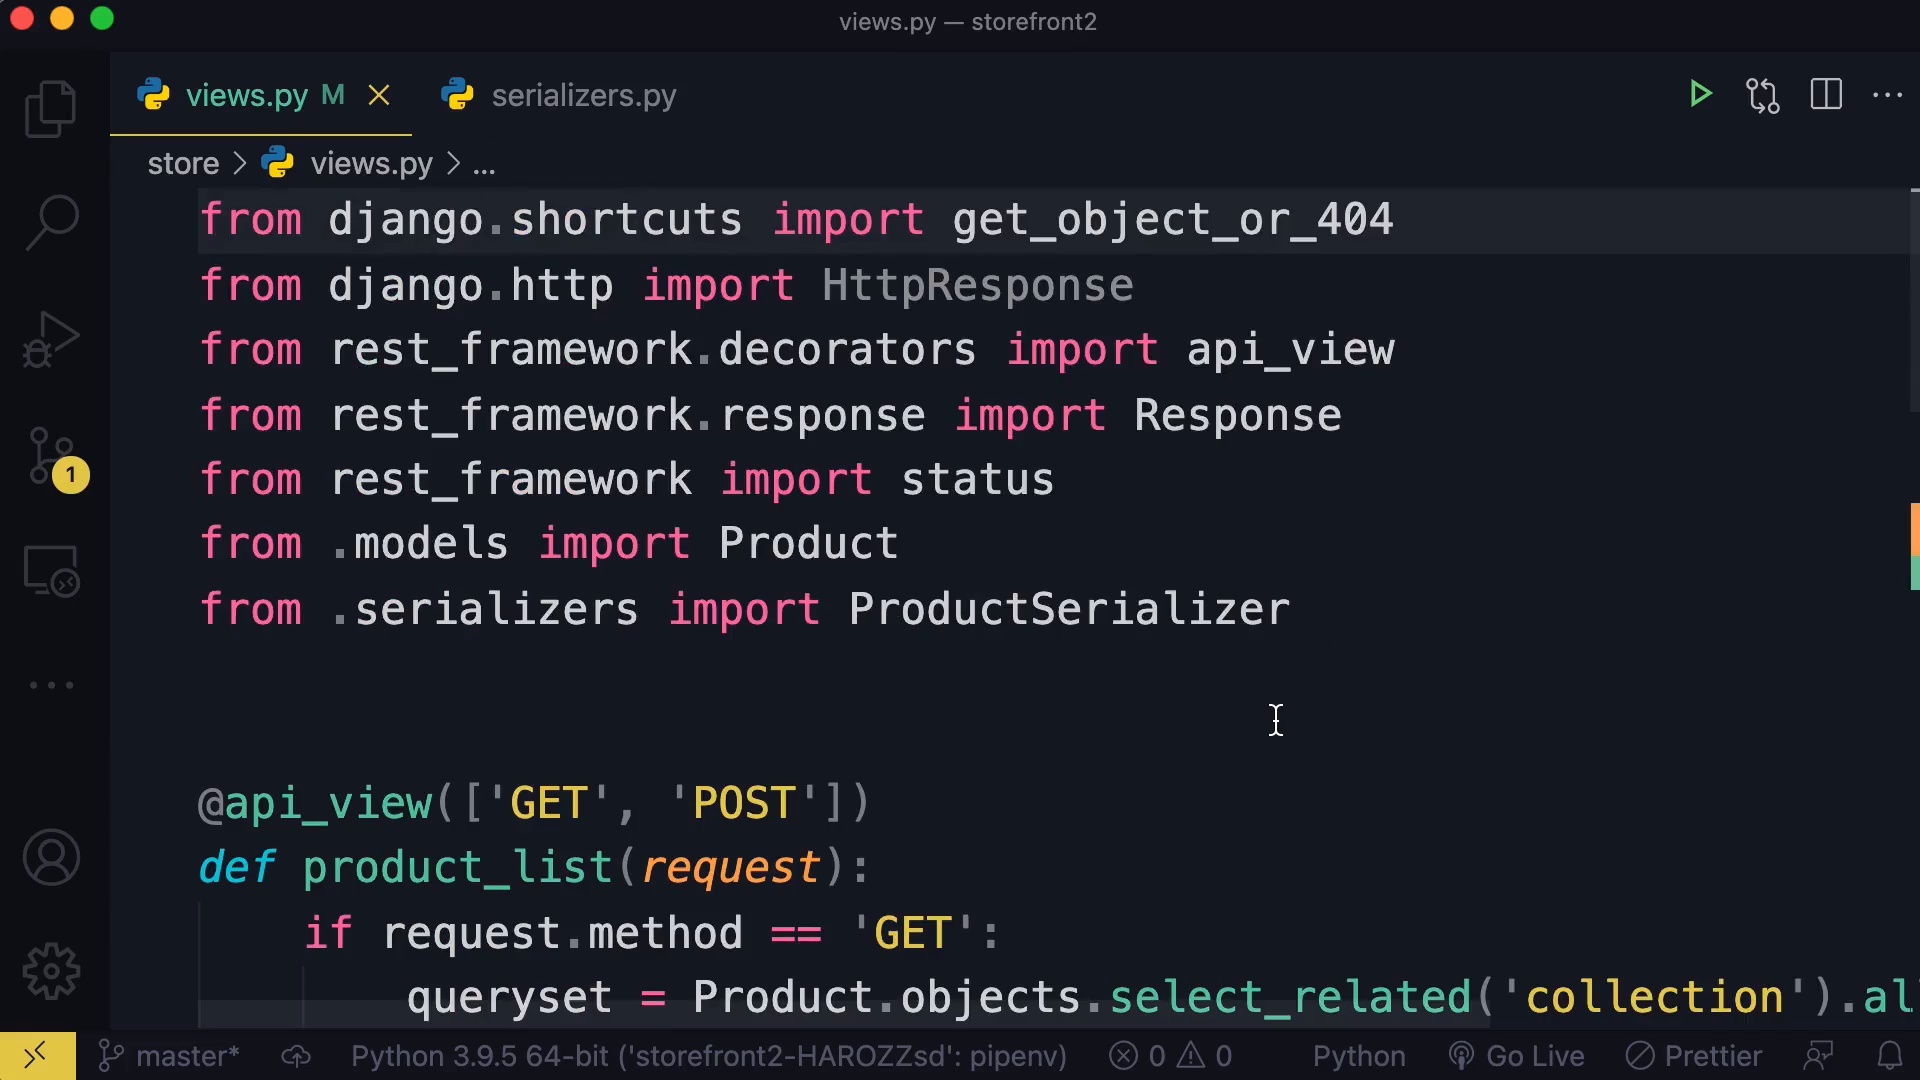 views.py — storefront2
views.py M serializers.py
store > views.py > ...
from django.shortcuts import get_object_or_404
from django.http import HttpResponse
from rest_framework.decorators import api_view
from rest_framework.response import Response
from rest_framework import status
from .models import Product
from .serializers import ProductSerializer
1
@api_view(['GET', 'POST'])
def product_list(request):
if request.method == 'GET':
queryset = Product.objects.select_related('collection').al
master* Python 3.9.5 64-bit ('storefront2-HAROZZsd': pipenv) 0 0 Python Go Live Prettier